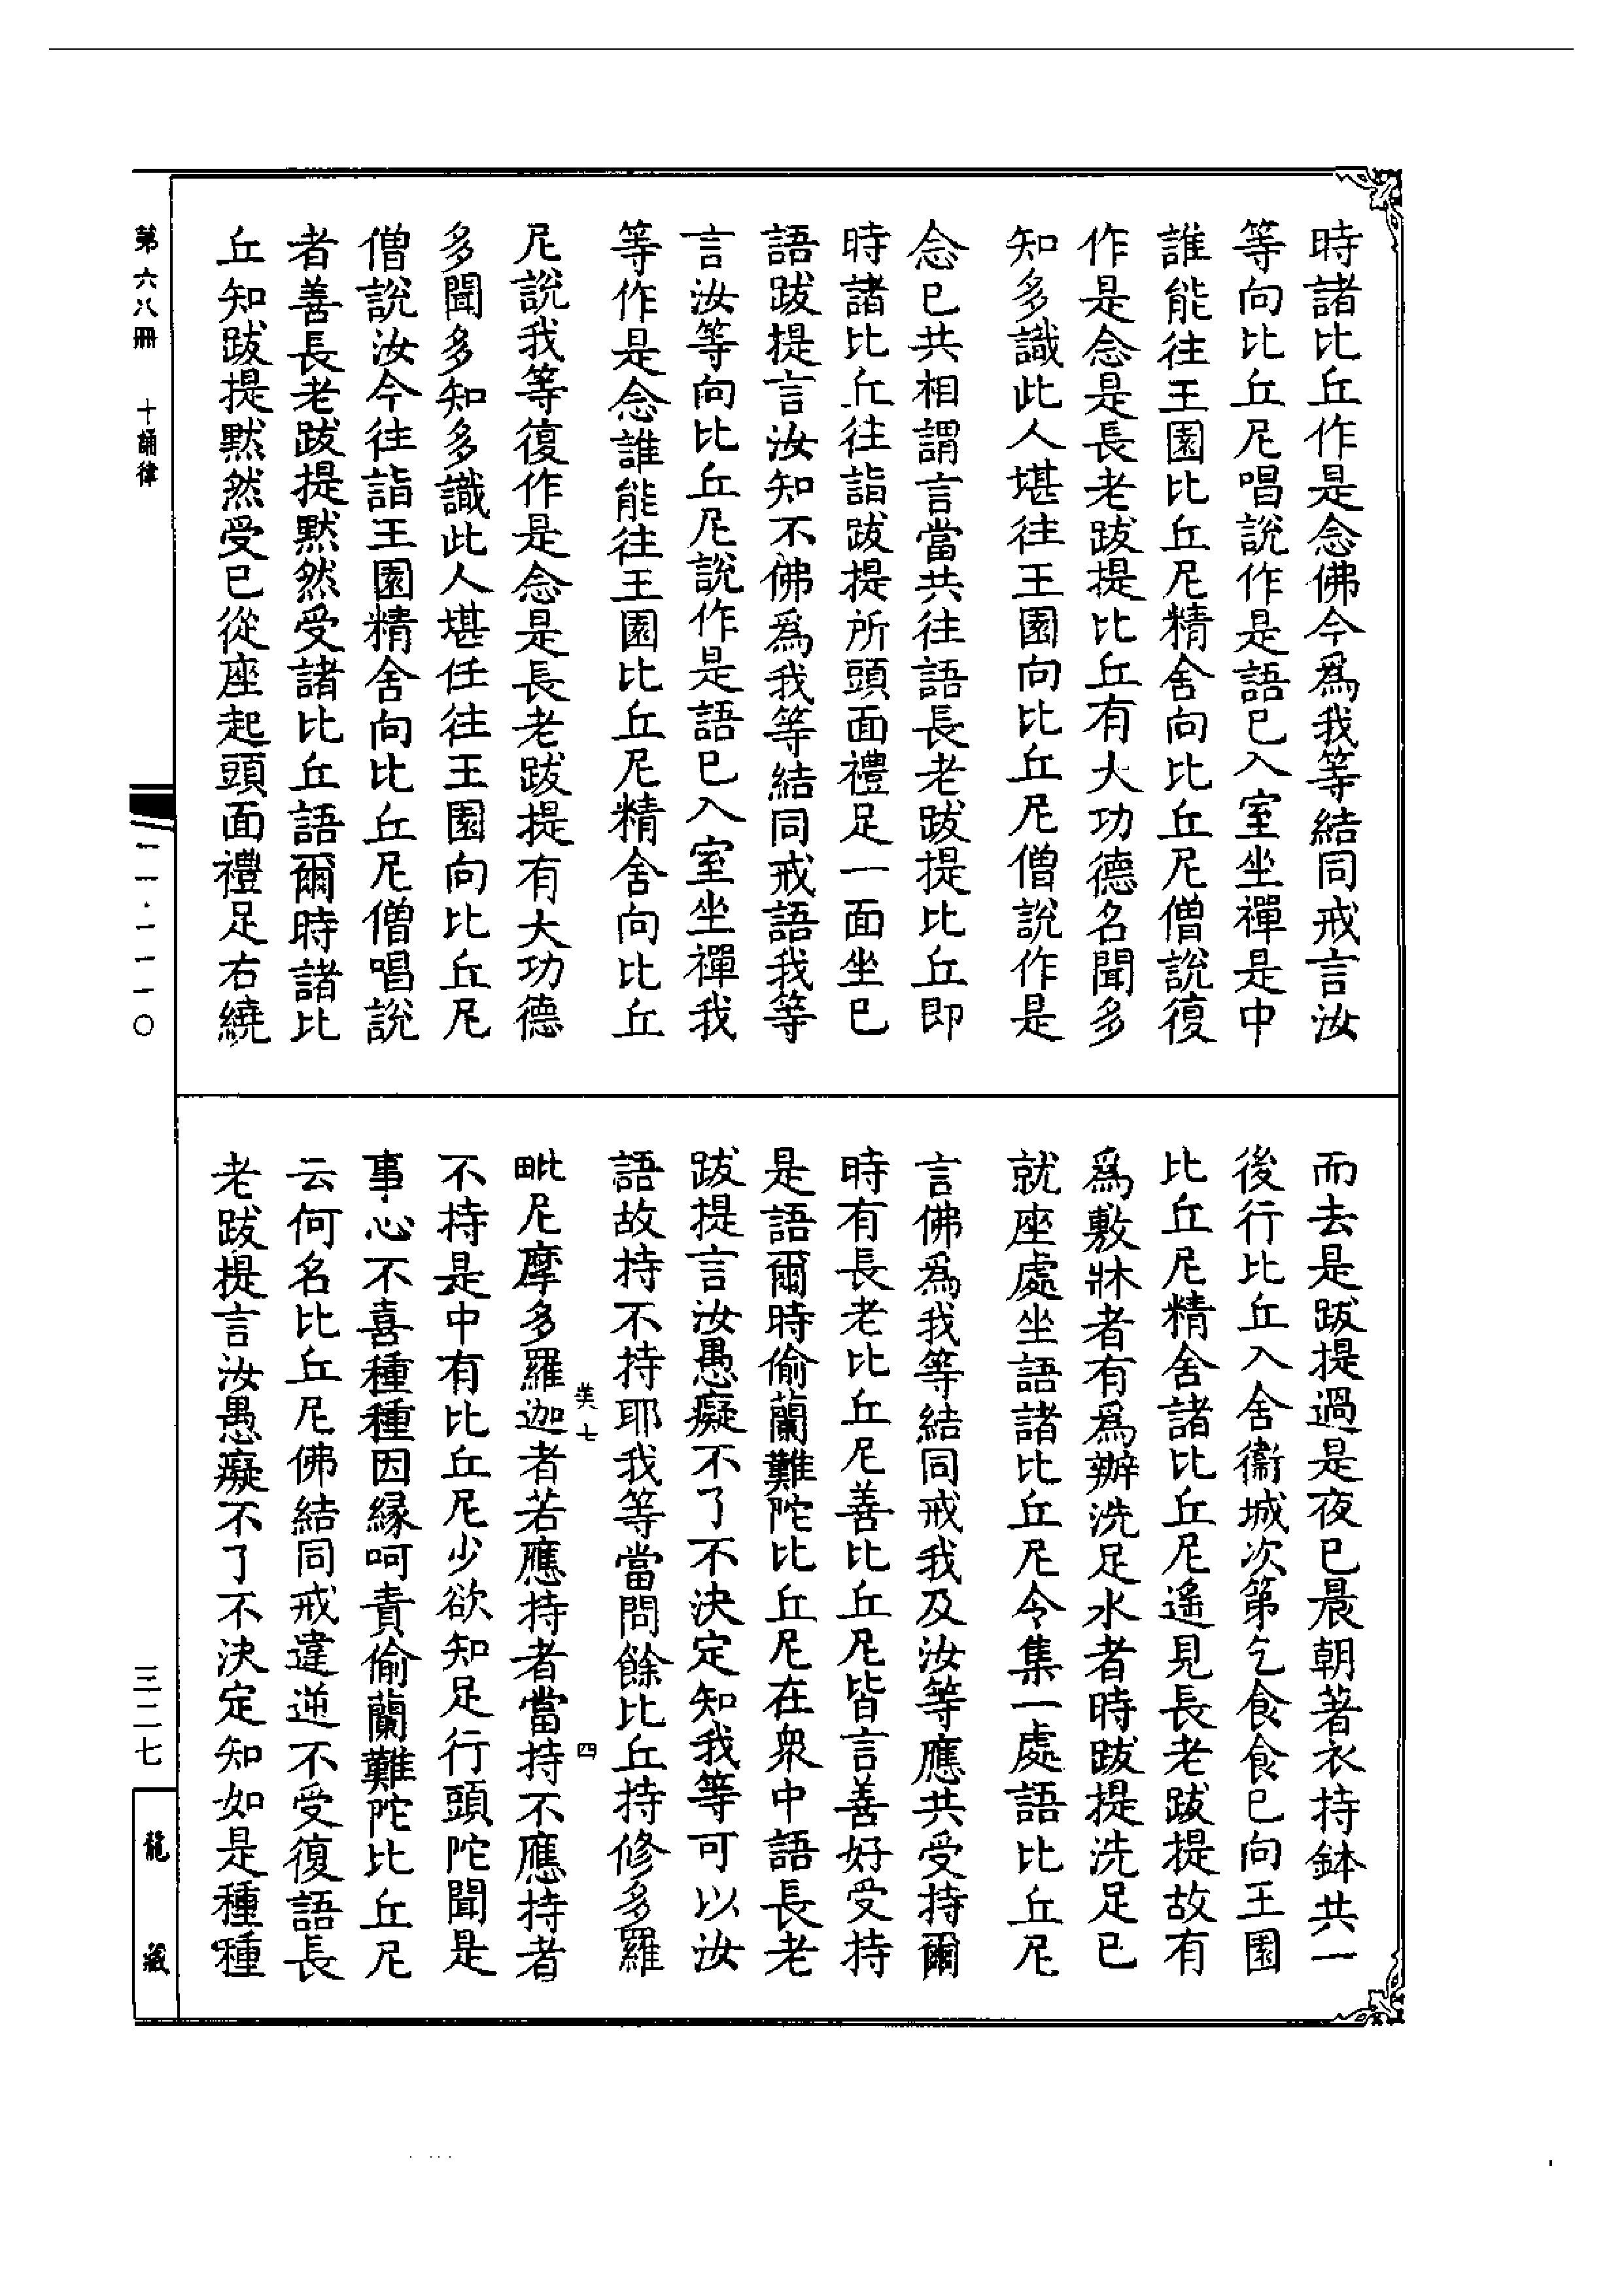 時諸比丘作是念佛今爲我等結同戒言汝
等向比丘尼唱說作是語已入室坐禪是中
誰能往王園比丘尼精舍向比丘尼僧說復
作是念是長老跋提比丘有大功德名聞多
知多識此人堪往王園向比丘尼僧說作是
念已共相謂言當共往語長老跋提比丘即
時諸比丘往詣跋提所頭面禮足一面坐已
語跋提言汝知不佛爲我等結同戒語我等
言汝等向比丘尼說作是語已入室坐禪我
等作是念誰能往王園比丘尼精舍向比丘
尼說我等復作是念是長老跋提有大功德
多聞多知多識此人堪任往王園向比丘尼
僧說汝今往詣王園精舍向比丘尼僧唱說
者善長老跋提默然受諸比丘語爾時諸比
丘知跋提默然受已從座起頭面禮足右繞
而去是跋提過是夜已晨朝著衣持鉢共一
後行比丘入舍衞城次第乞食食已向王園
比丘尼精舍諸比丘尼遙見長老跋提故有
爲敷牀者有爲辦洗足水者時跋提洗足已
就座處坐語諸比丘尼令集一處語比丘尼
言佛爲我等結同戒我及汝等應共受持爾
時有長老比丘尼善比丘尼皆言善好受持
是語爾時偷蘭難陀比丘尼在衆中語長老
跋提言汝愚癡不了不決定知我等可以汝
語故持不持耶我等當問餘比丘持修多羅
美七 四
毗尼摩多羅迦者若應持者當持不應持者
不持是中有比丘尼少欲知足行頭陀聞是
事心不喜種種因緣呵責偷蘭難陀比丘尼
云何名比丘尼佛結同戒違逆不受復語長
老跋提言汝愚癡不了不決定知如是種種
第六八冊 十誦律
一一·一一一〇
三二七
龍藏